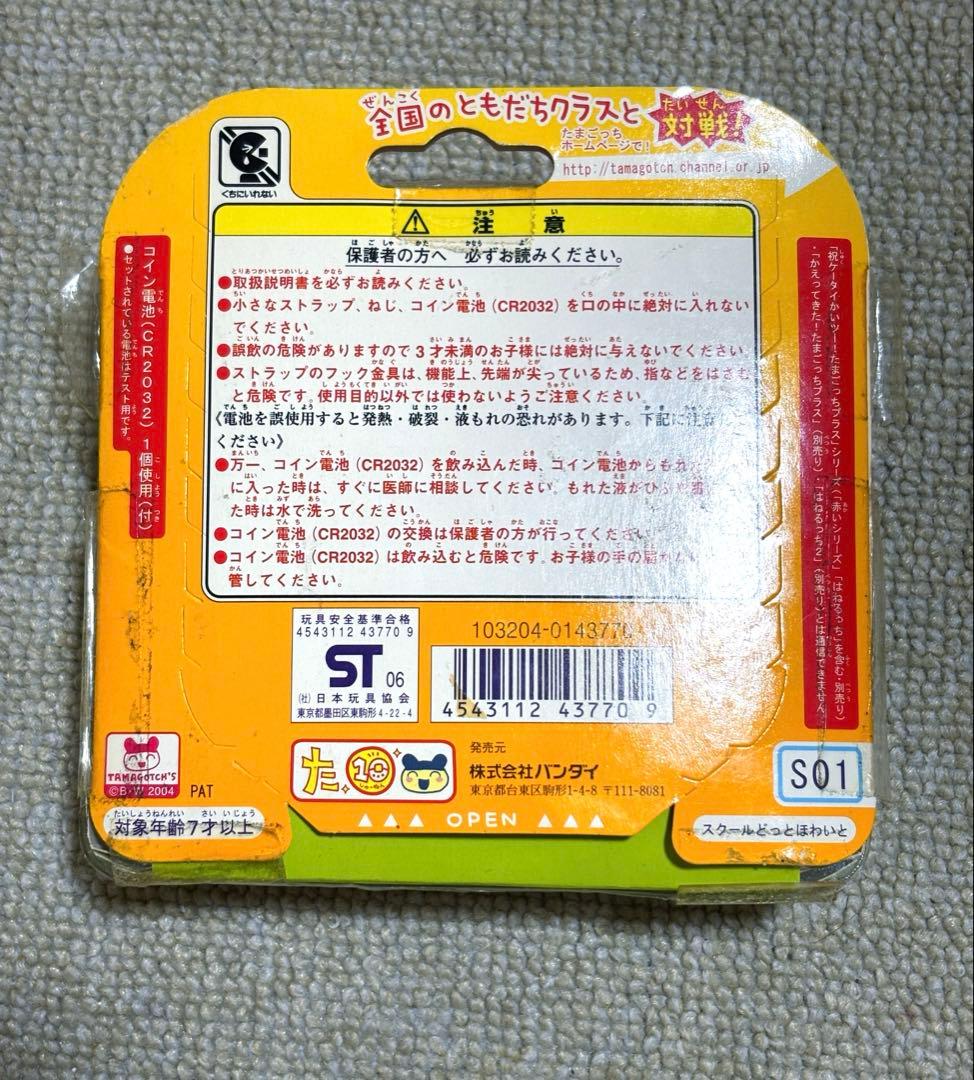 全国のともだちクラスと
対戦!
たまごっち
ホームページで!
http://tamagotch.channel.or.jp
くちにいれない
注意
保護者の方へ 必ずお読みください。
●取扱説明書を必ずお読みください。
●小さなストラップ、ねじ、コイン電池(CR2032)を口の中に絶対に入れない
でください。
●誤飲の危険がありますので3才未満のお子様には絶対に与えないでください。
●ストラップのフック金具は、機能上、先端が尖っているため、指などをはさむ
と危険です。使用目的以外では使わないようご注意ください。
《電池を誤使用すると発熱・破裂・液もれの恐れがあります。下記に注意
ください》
●万一、コイン電池(CR2032)を飲み込んだ時、コイン電池からもれた
に入った時は、すぐに医師に相談してください。もれた液がひふや
た時は水で洗ってください。
●コイン電池(CR2032)の交換は保護者の方が行ってください。
●コイン電池(CR2032)は飲み込むと危険です。お子様の手の届かない
管してください。
コイン電池(CR2032)1個使用(付)
●セットされている電池はテスト用です。
「祝ケータイかいツー!たまごっちプラス」シリーズ(「赤いシリーズ」「はねるっち」を含む・別売り)
・「かえってきた!たまごっちプラス」(別売り)・「はねるっち2」(別売り)とは通信できません。
玩具安全基準合格
4543112 43770 9
ST 06
(社)日本玩具協会
東京都墨田区東駒形4-22-4
103204-0143770
4543112 43770 9
TAMAGOTCH'S
©B・W 2004
PAT
た
10
しゅーねん
発売元
株式会社バンダイ
東京都台東区駒形1-4-8 〒111-8081
S01
対象年齢7才以上
▲▲▲ OPEN ▲▲▲
スクールどっとほわいと